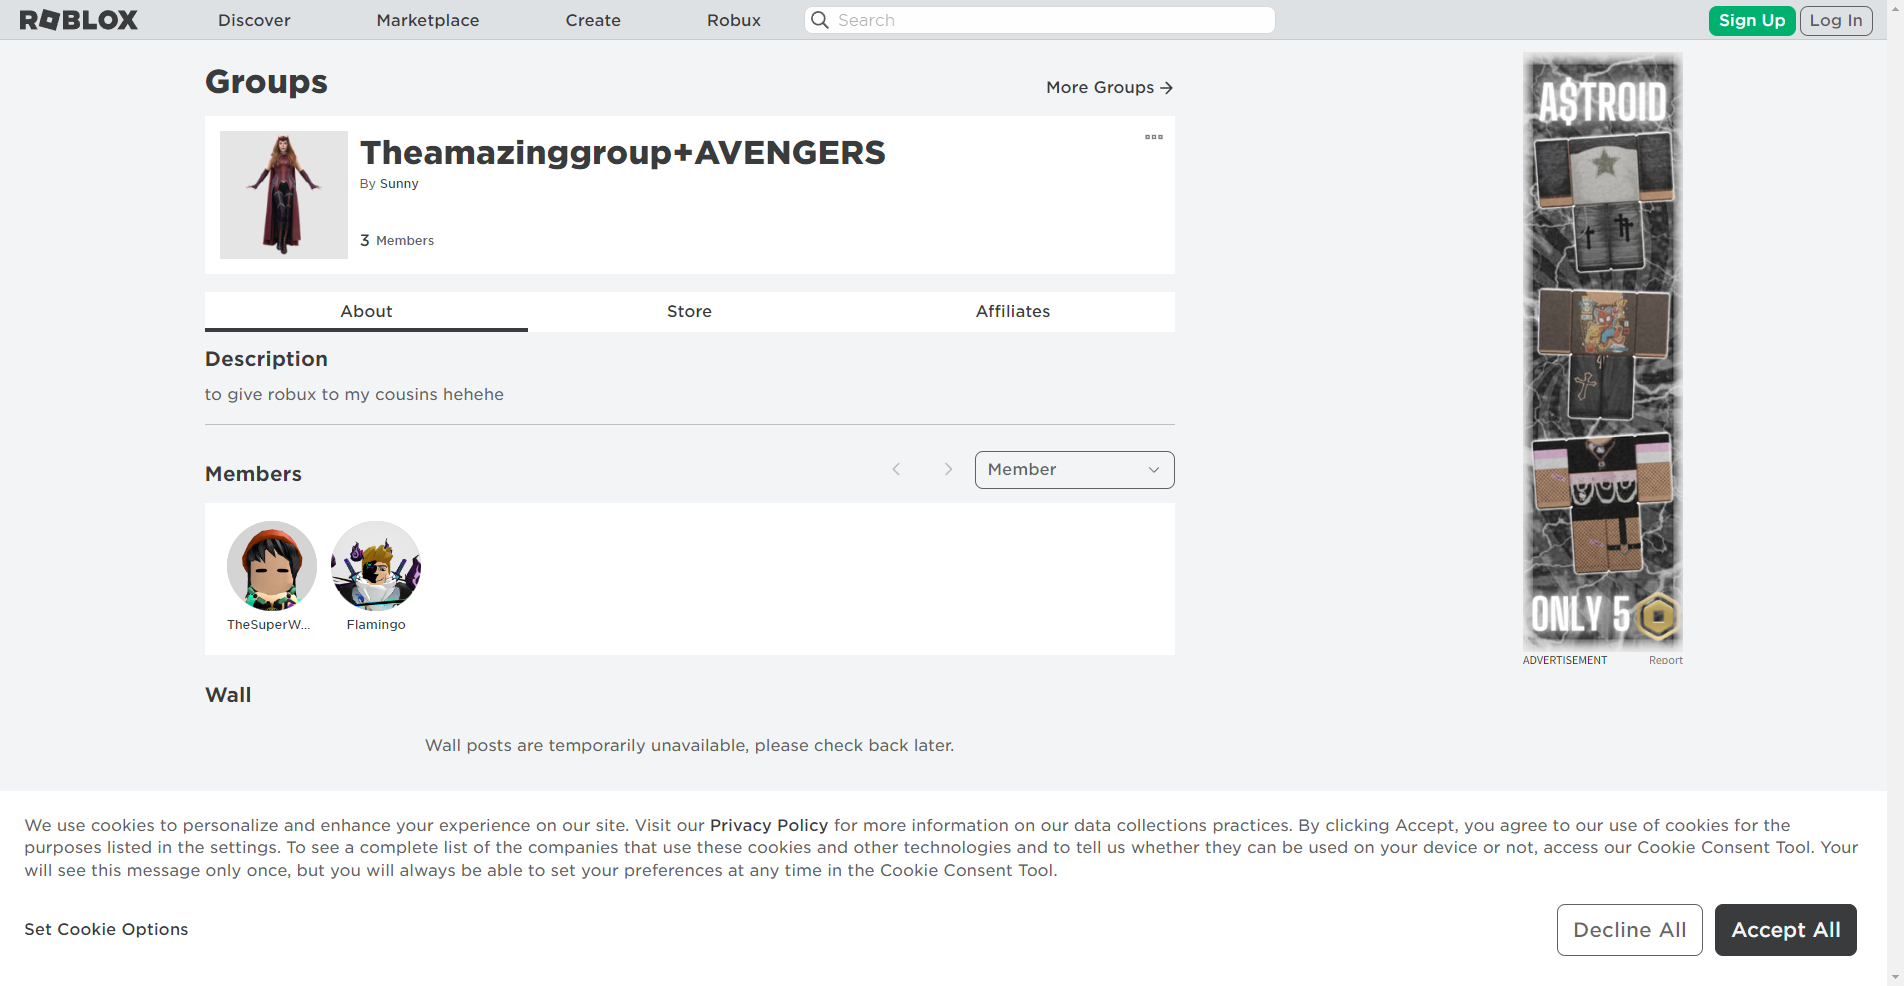 ROBLOX
Discover
Marketplace
Create
Robux
Search
Sign Up
Log In
Groups
More Groups
Theamazinggroup+AVENGERS
By Sunny
3 Members
About
Store
Affiliates
Description
to give robux to my cousins hehehe
Members
Member
TheSuperW...
Flamingo
Wall
Wall posts are temporarily unavailable, please check back later.
A$TROID
ONLY 5
ADVERTISEMENT
Report
We use cookies to personalize and enhance your experience on our site. Visit our Privacy Policy for more information on our data collections practices. By clicking Accept, you agree to our use of cookies for the
purposes listed in the settings. To see a complete list of the companies that use these cookies and other technologies and to tell us whether they can be used on your device or not, access our Cookie Consent Tool. Your
will see this message only once, but you will always be able to set your preferences at any time in the Cookie Consent Tool.
Set Cookie Options
Decline All
Accept All